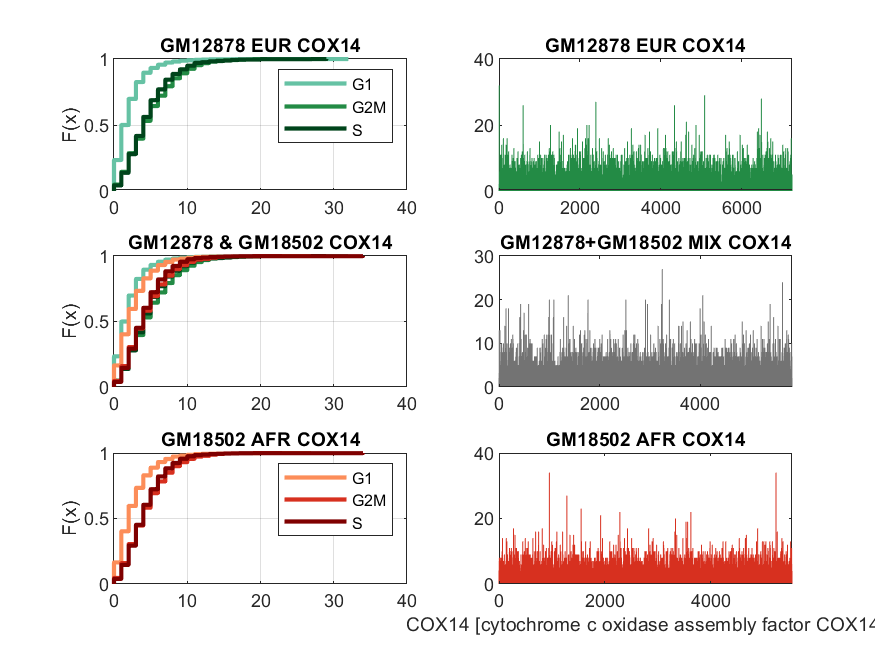 GM12878 EUR COX14
1
0.5
0
F(x)
0 10 20 30 40
G1
G2M
S
GM12878 EUR COX14
40
20
0
0 2000 4000 6000
GM12878 & GM18502 COX14
1
0.5
0
F(x)
0 10 20 30 40
GM12878+GM18502 MIX COX14
30
20
10
0
0 2000 4000
GM18502 AFR COX14
1
0.5
0
F(x)
0 10 20 30 40
G1
G2M
S
GM18502 AFR COX14
40
20
0
0 2000 4000
COX14 [cytochrome c oxidase assembly factor COX14